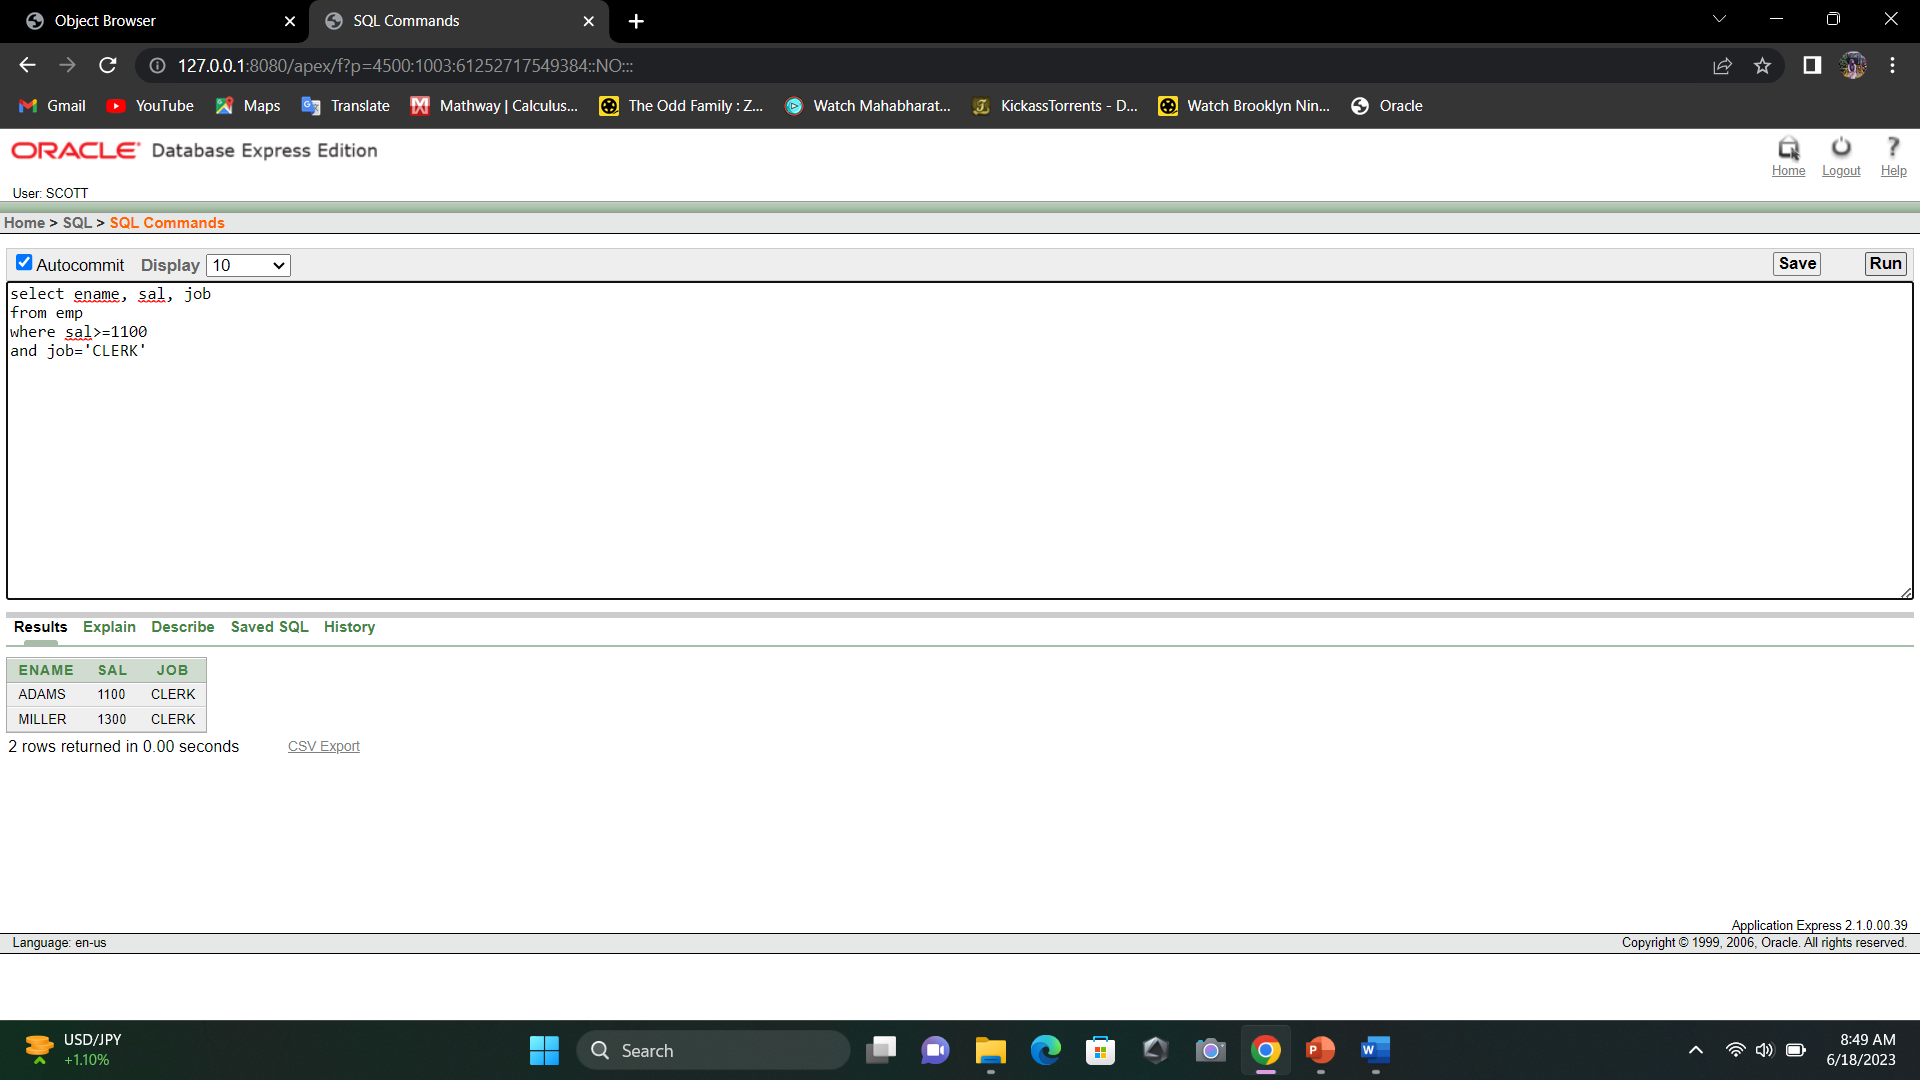 Object Browser
SQL Commands
127.0.0.1:8080/apex/f?p=4500:1003:61252717549384::NO:::
Gmail YouTube Maps Translate Mathway | Calculus... The Odd Family : Z... Watch Mahabharat... KickassTorrents - D... Watch Brooklyn Nin... Oracle
ORACLE Database Express Edition
Home Logout Help
User: SCOTT
Home > SQL > SQL Commands
Autocommit Display 10 Save Run
select ename, sal, job
from emp
where sal>=1100
and job='CLERK'
Results Explain Describe Saved SQL History
ENAME SAL JOB
ADAMS 1100 CLERK
MILLER 1300 CLERK
2 rows returned in 0.00 seconds CSV Export
Application Express 2.1.0.00.39
Language: en-us Copyright © 1999, 2006, Oracle. All rights reserved.
USD/JPY
+1.10%
Search
8:49 AM
6/18/2023